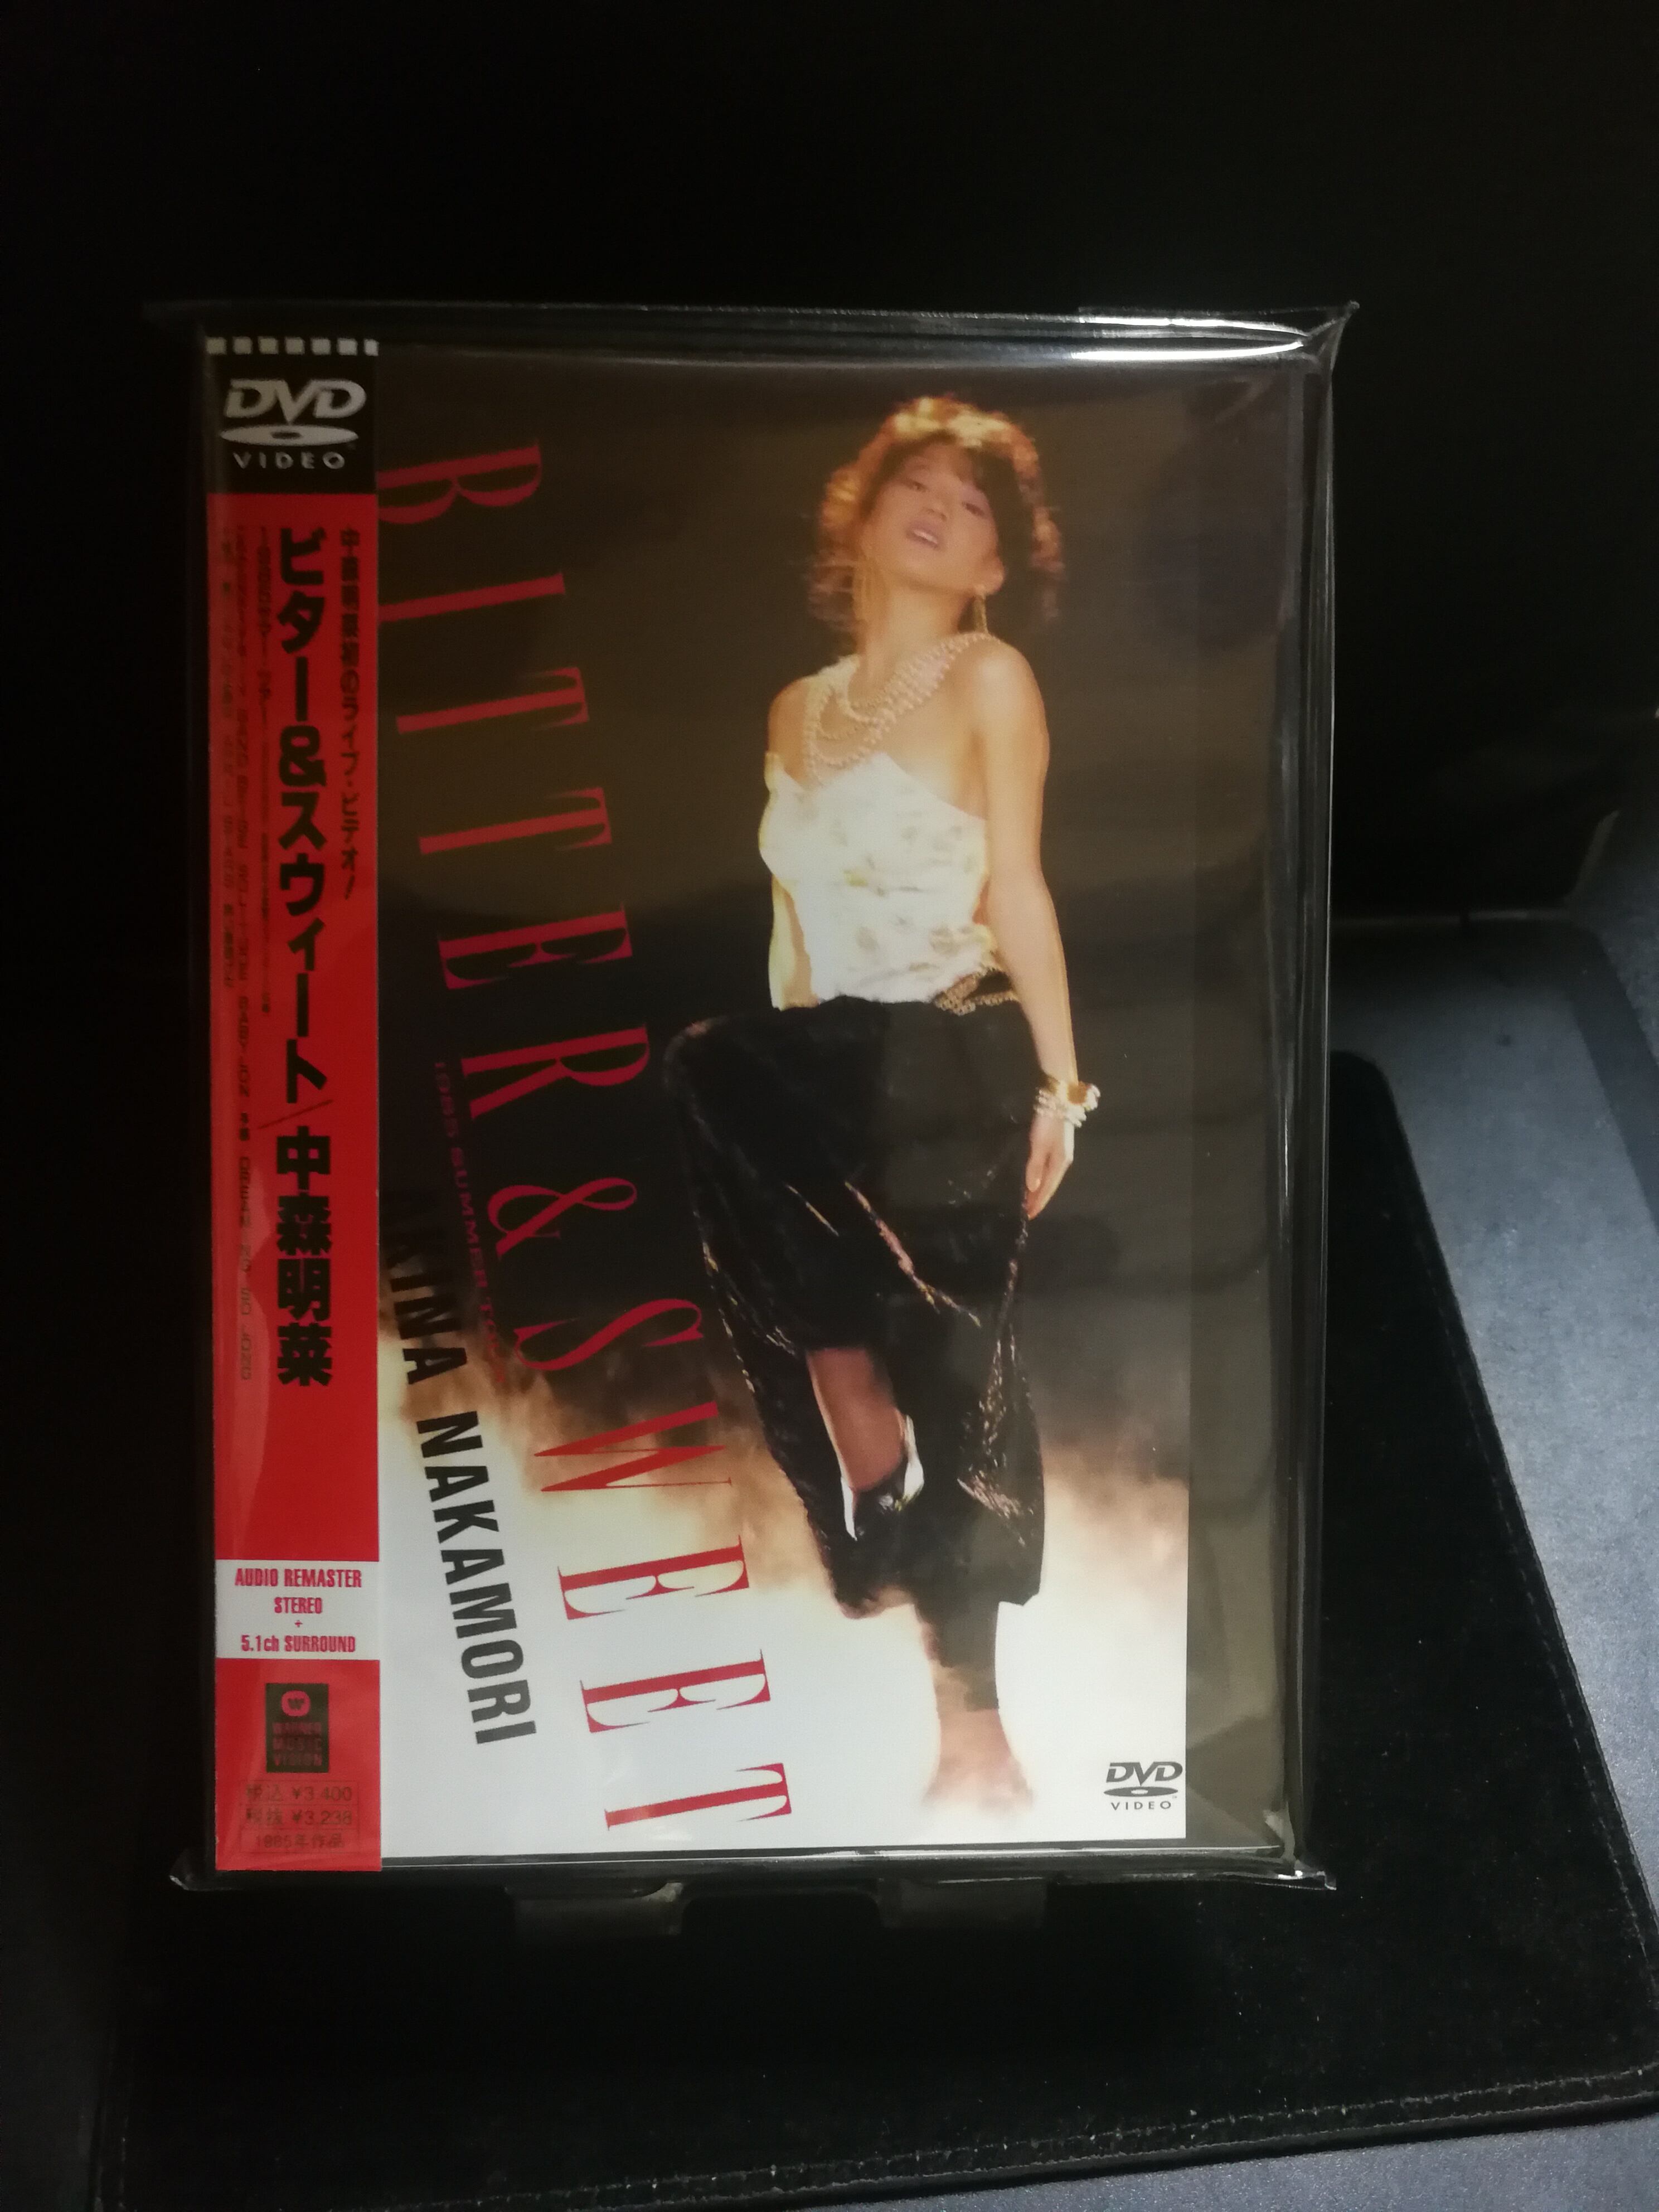 DVD
VIDEO
中森明菜最初のライブ・ビデオ!
ビター&スウィート/中森明菜
AUDIO REMASTER
STEREO
+
5.1ch SURROUND
WARNER
MUSIC
VISION
税込 ¥3,400
税抜 ¥3,238
1985年作品
BITTER & SWEET
1985 SUMMER TOUR
AKINA NAKAMORI
DVD
VIDEO